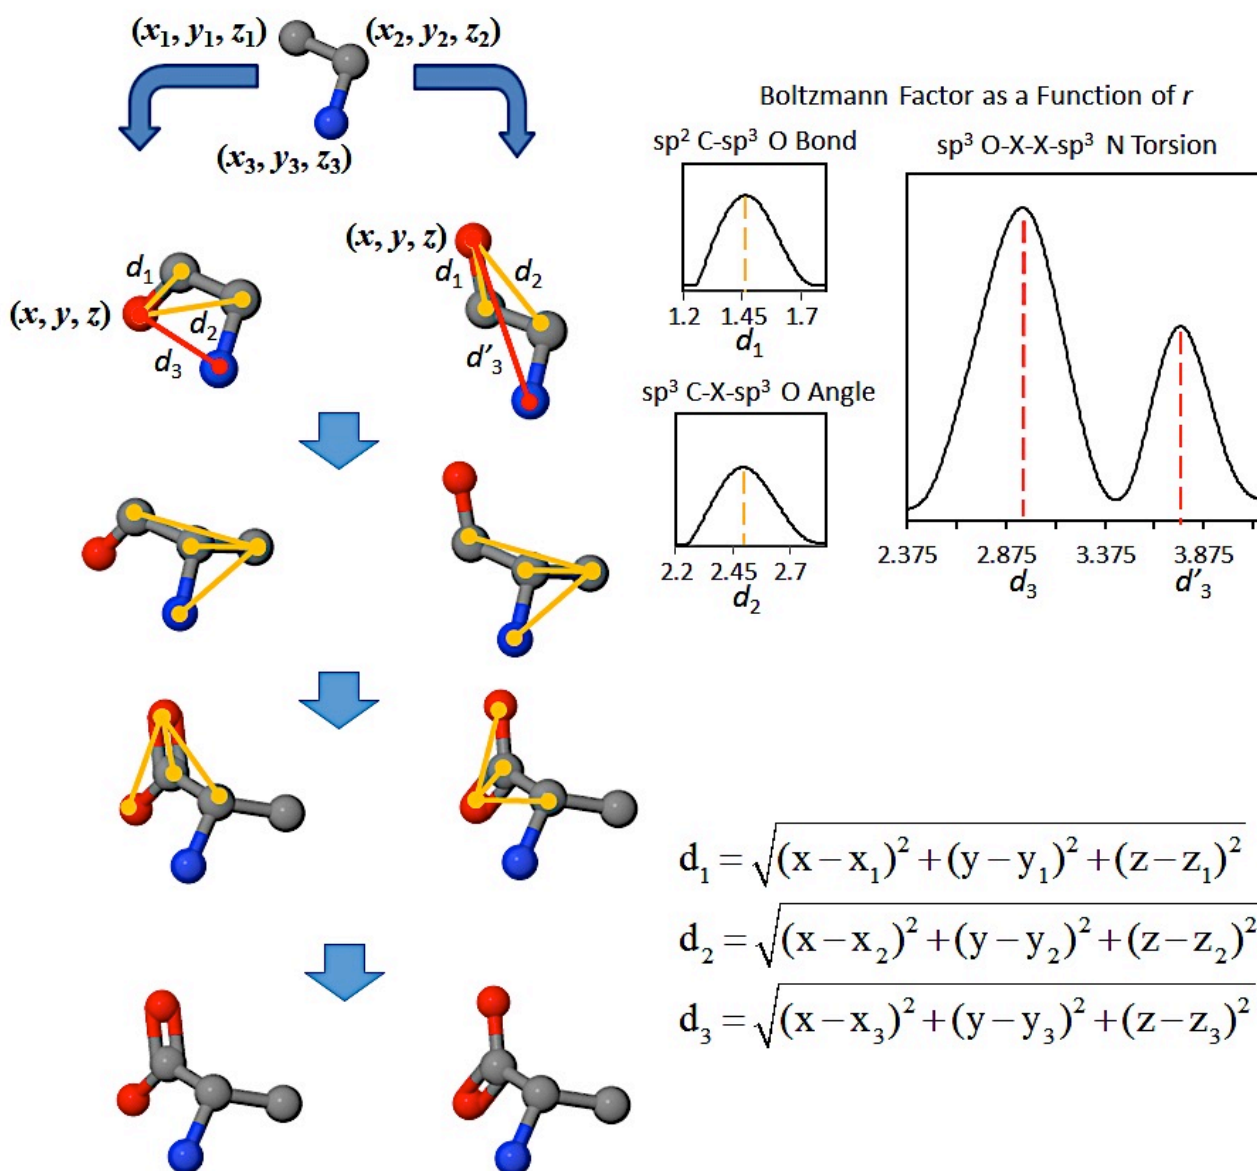 (x₁, y₁, z₁) (x₂, y₂, z₂)
(x₃, y₃, z₃)
(x, y, z)
d₁
d₂
d₃
(x, y, z)
d₁
d₂
d'₃
Boltzmann Factor as a Function of r
sp² C-sp³ O Bond
1.2 1.45 1.7
d₁
sp³ C-X-sp³ O Angle
2.2 2.45 2.7
d₂
sp³ O-X-X-sp³ N Torsion
2.375 2.875 3.375 3.875
d₃ d'₃
d₁ = √(x−x₁)² + (y−y₁)² + (z−z₁)²
d₂ = √(x−x₂)² + (y−y₂)² + (z−z₂)²
d₃ = √(x−x₃)² + (y−y₃)² + (z−z₃)²